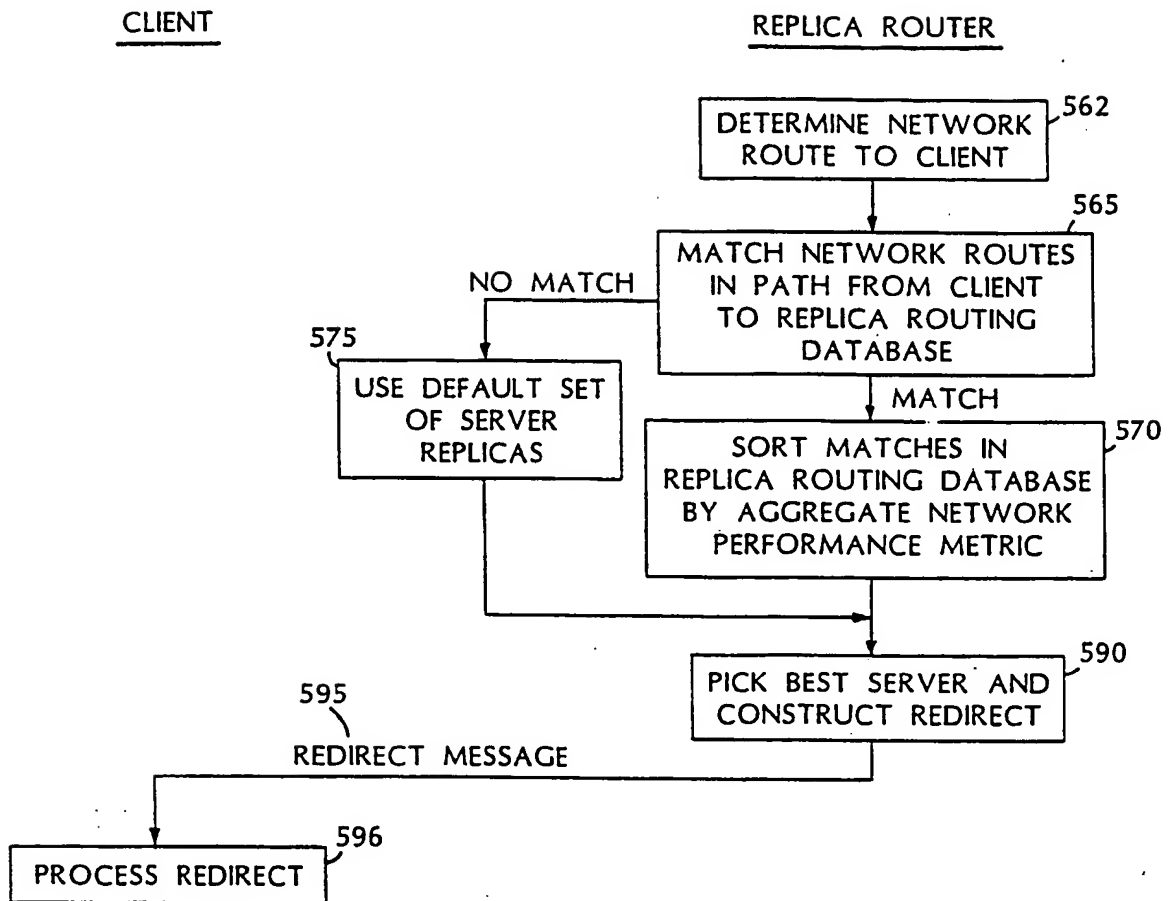 CLIENT
REPLICA ROUTER
562
DETERMINE NETWORK
ROUTE TO CLIENT
565
MATCH NETWORK ROUTES
IN PATH FROM CLIENT
TO REPLICA ROUTING
DATABASE
NO MATCH
575
USE DEFAULT SET
OF SERVER
REPLICAS
MATCH
570
SORT MATCHES IN
REPLICA ROUTING DATABASE
BY AGGREGATE NETWORK
PERFORMANCE METRIC
590
PICK BEST SERVER AND
CONSTRUCT REDIRECT
595
REDIRECT MESSAGE
596
PROCESS REDIRECT